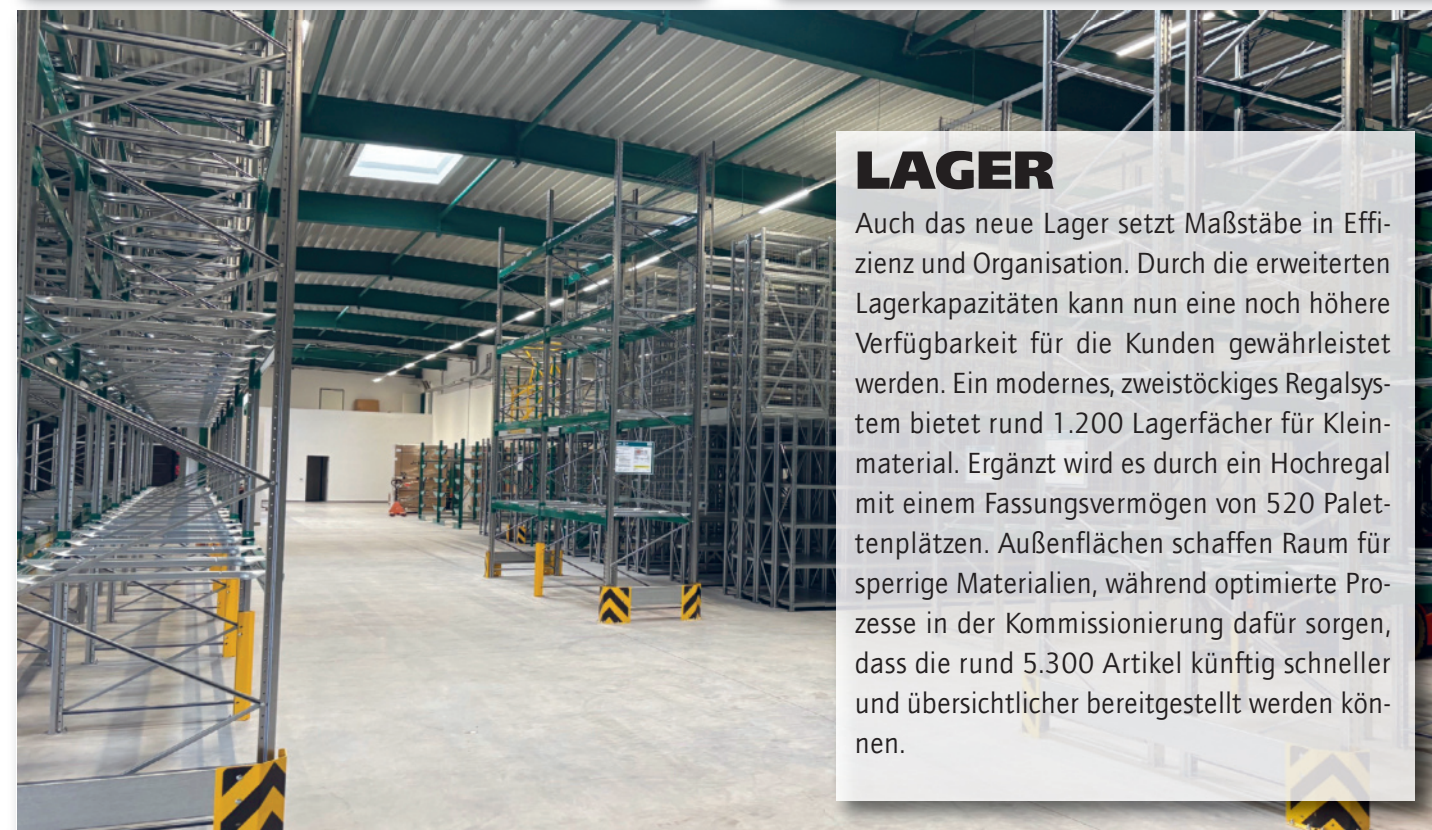 LAGER
Auch das neue Lager setzt Maßstäbe in Effi-
zienz und Organisation. Durch die erweiterten
Lagerkapazitäten kann nun eine noch höhere
Verfügbarkeit für die Kunden gewährleistet
werden. Ein modernes, zweistöckiges Regalsys-
tem bietet rund 1.200 Lagerfächer für Klein-
material. Ergänzt wird es durch ein Hochregal
mit einem Fassungsvermögen von 520 Palet-
tenplätzen. Außenflächen schaffen Raum für
sperrige Materialien, während optimierte Pro-
zesse in der Kommissionierung dafür sorgen,
dass die rund 5.300 Artikel künftig schneller
und übersichtlicher bereitgestellt werden kön-
nen.